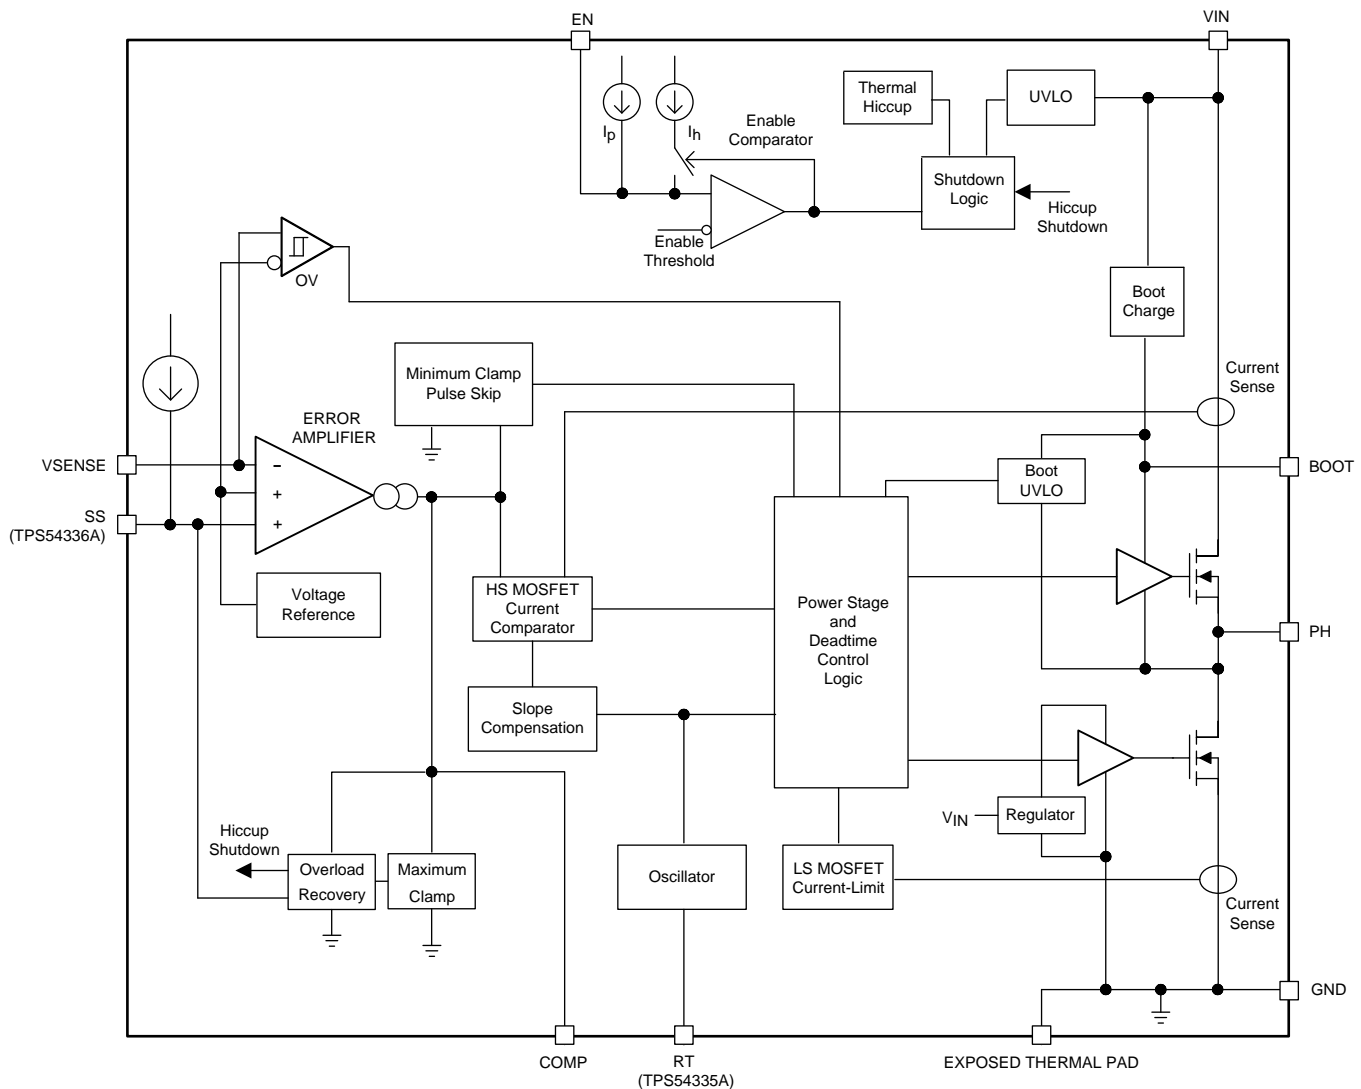 EN
VIN
Thermal
Hiccup
UVLO
Ip
Ih
Enable
Comparator
Shutdown
Logic
Hiccup
Shutdown
Enable
Threshold
OV
Boot
Charge
Minimum Clamp
Pulse Skip
Current
Sense
ERROR
AMPLIFIER
VSENSE
-
+
+
SS
(TPS54336A)
BOOT
Boot
UVLO
Voltage
Reference
HS MOSFET
Current
Comparator
Power Stage
and
Deadtime
Control
Logic
PH
Slope
Compensation
VIN
Regulator
Hiccup
Shutdown
Overload
Recovery
Maximum
Clamp
Oscillator
LS MOSFET
Current-Limit
Current
Sense
GND
COMP
RT
(TPS54335A)
EXPOSED THERMAL PAD